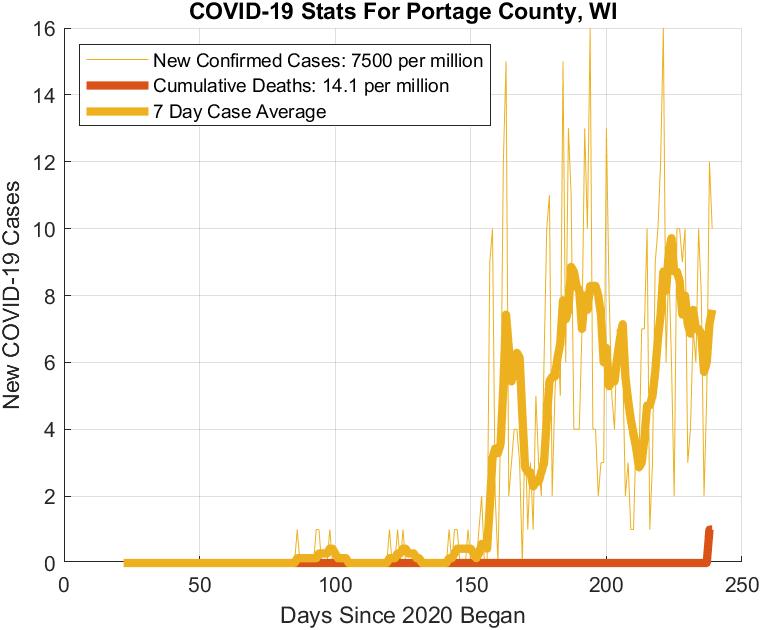 COVID-19 Stats For Portage County, WI
New Confirmed Cases: 7500 per million
Cumulative Deaths: 14.1 per million
7 Day Case Average
New COVID-19 Cases
16
14
12
10
8
6
4
2
0
0 50 100 150 200 250
Days Since 2020 Began